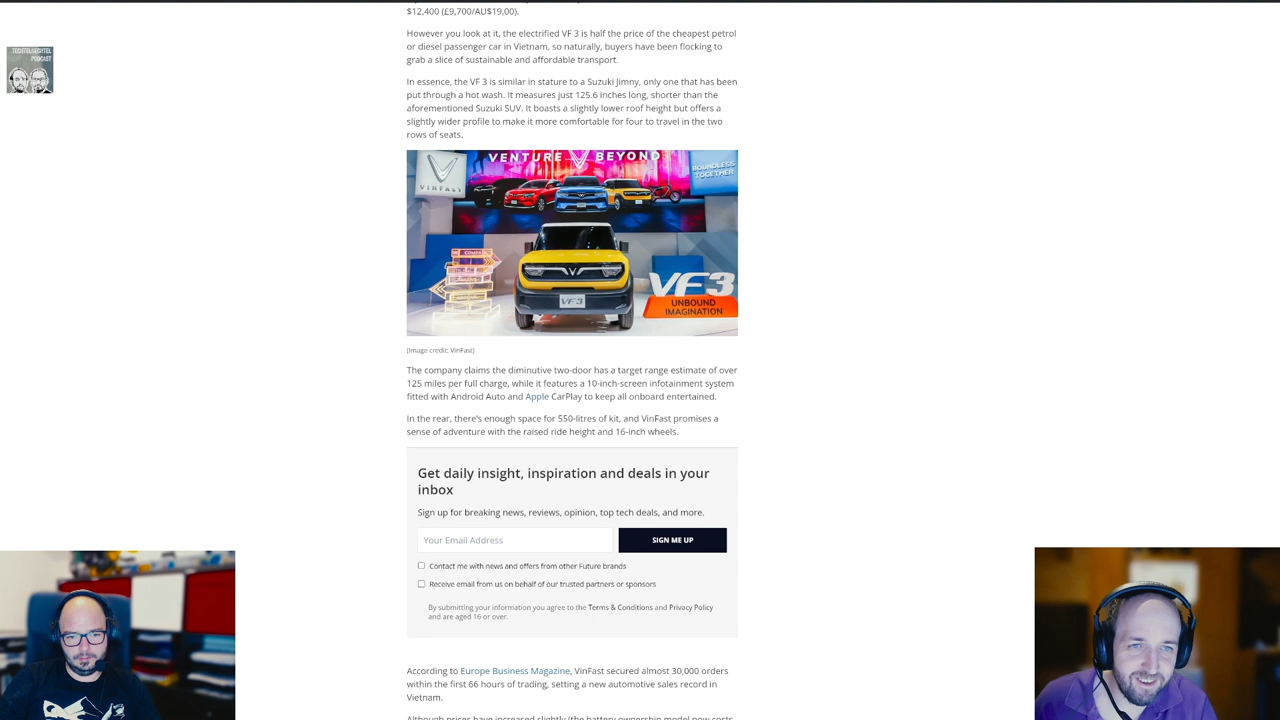 $12,400 (£9,700/AU$19,00).
TECHTELMECHTEL
PODCAST
However you look at it, the electrified VF 3 is half the price of the cheapest petrol
or diesel passenger car in Vietnam, so naturally, buyers have been flocking to
grab a slice of sustainable and affordable transport.
In essence, the VF 3 is similar in stature to a Suzuki Jimny, only one that has been
put through a hot wash. It measures just 125.6 inches long, shorter than the
aforementioned Suzuki SUV. It boasts a slightly lower roof height but offers a
slightly wider profile to make it more comfortable for four to travel in the two
rows of seats.
VENTURE BEYOND
VINFAST
BOUNDLESS
TOGETHER
VF3
VF3
UNBOUND
IMAGINATION
(Image credit: VinFast)
The company claims the diminutive two-door has a target range estimate of over
125 miles per full charge, while it features a 10-inch-screen infotainment system
fitted with Android Auto and Apple CarPlay to keep all onboard entertained.
In the rear, there's enough space for 550-litres of kit, and VinFast promises a
sense of adventure with the raised ride height and 16-inch wheels.
Get daily insight, inspiration and deals in your
inbox
Sign up for breaking news, reviews, opinion, top tech deals, and more.
Your Email Address
SIGN ME UP
Contact me with news and offers from other Future brands
Receive email from us on behalf of our trusted partners or sponsors
By submitting your information you agree to the Terms & Conditions and Privacy Policy
and are aged 16 or over.
According to Europe Business Magazine, VinFast secured almost 30,000 orders
within the first 66 hours of trading, setting a new automotive sales record in
Vietnam.
Although prices have increased slightly (the battery ownership model now costs